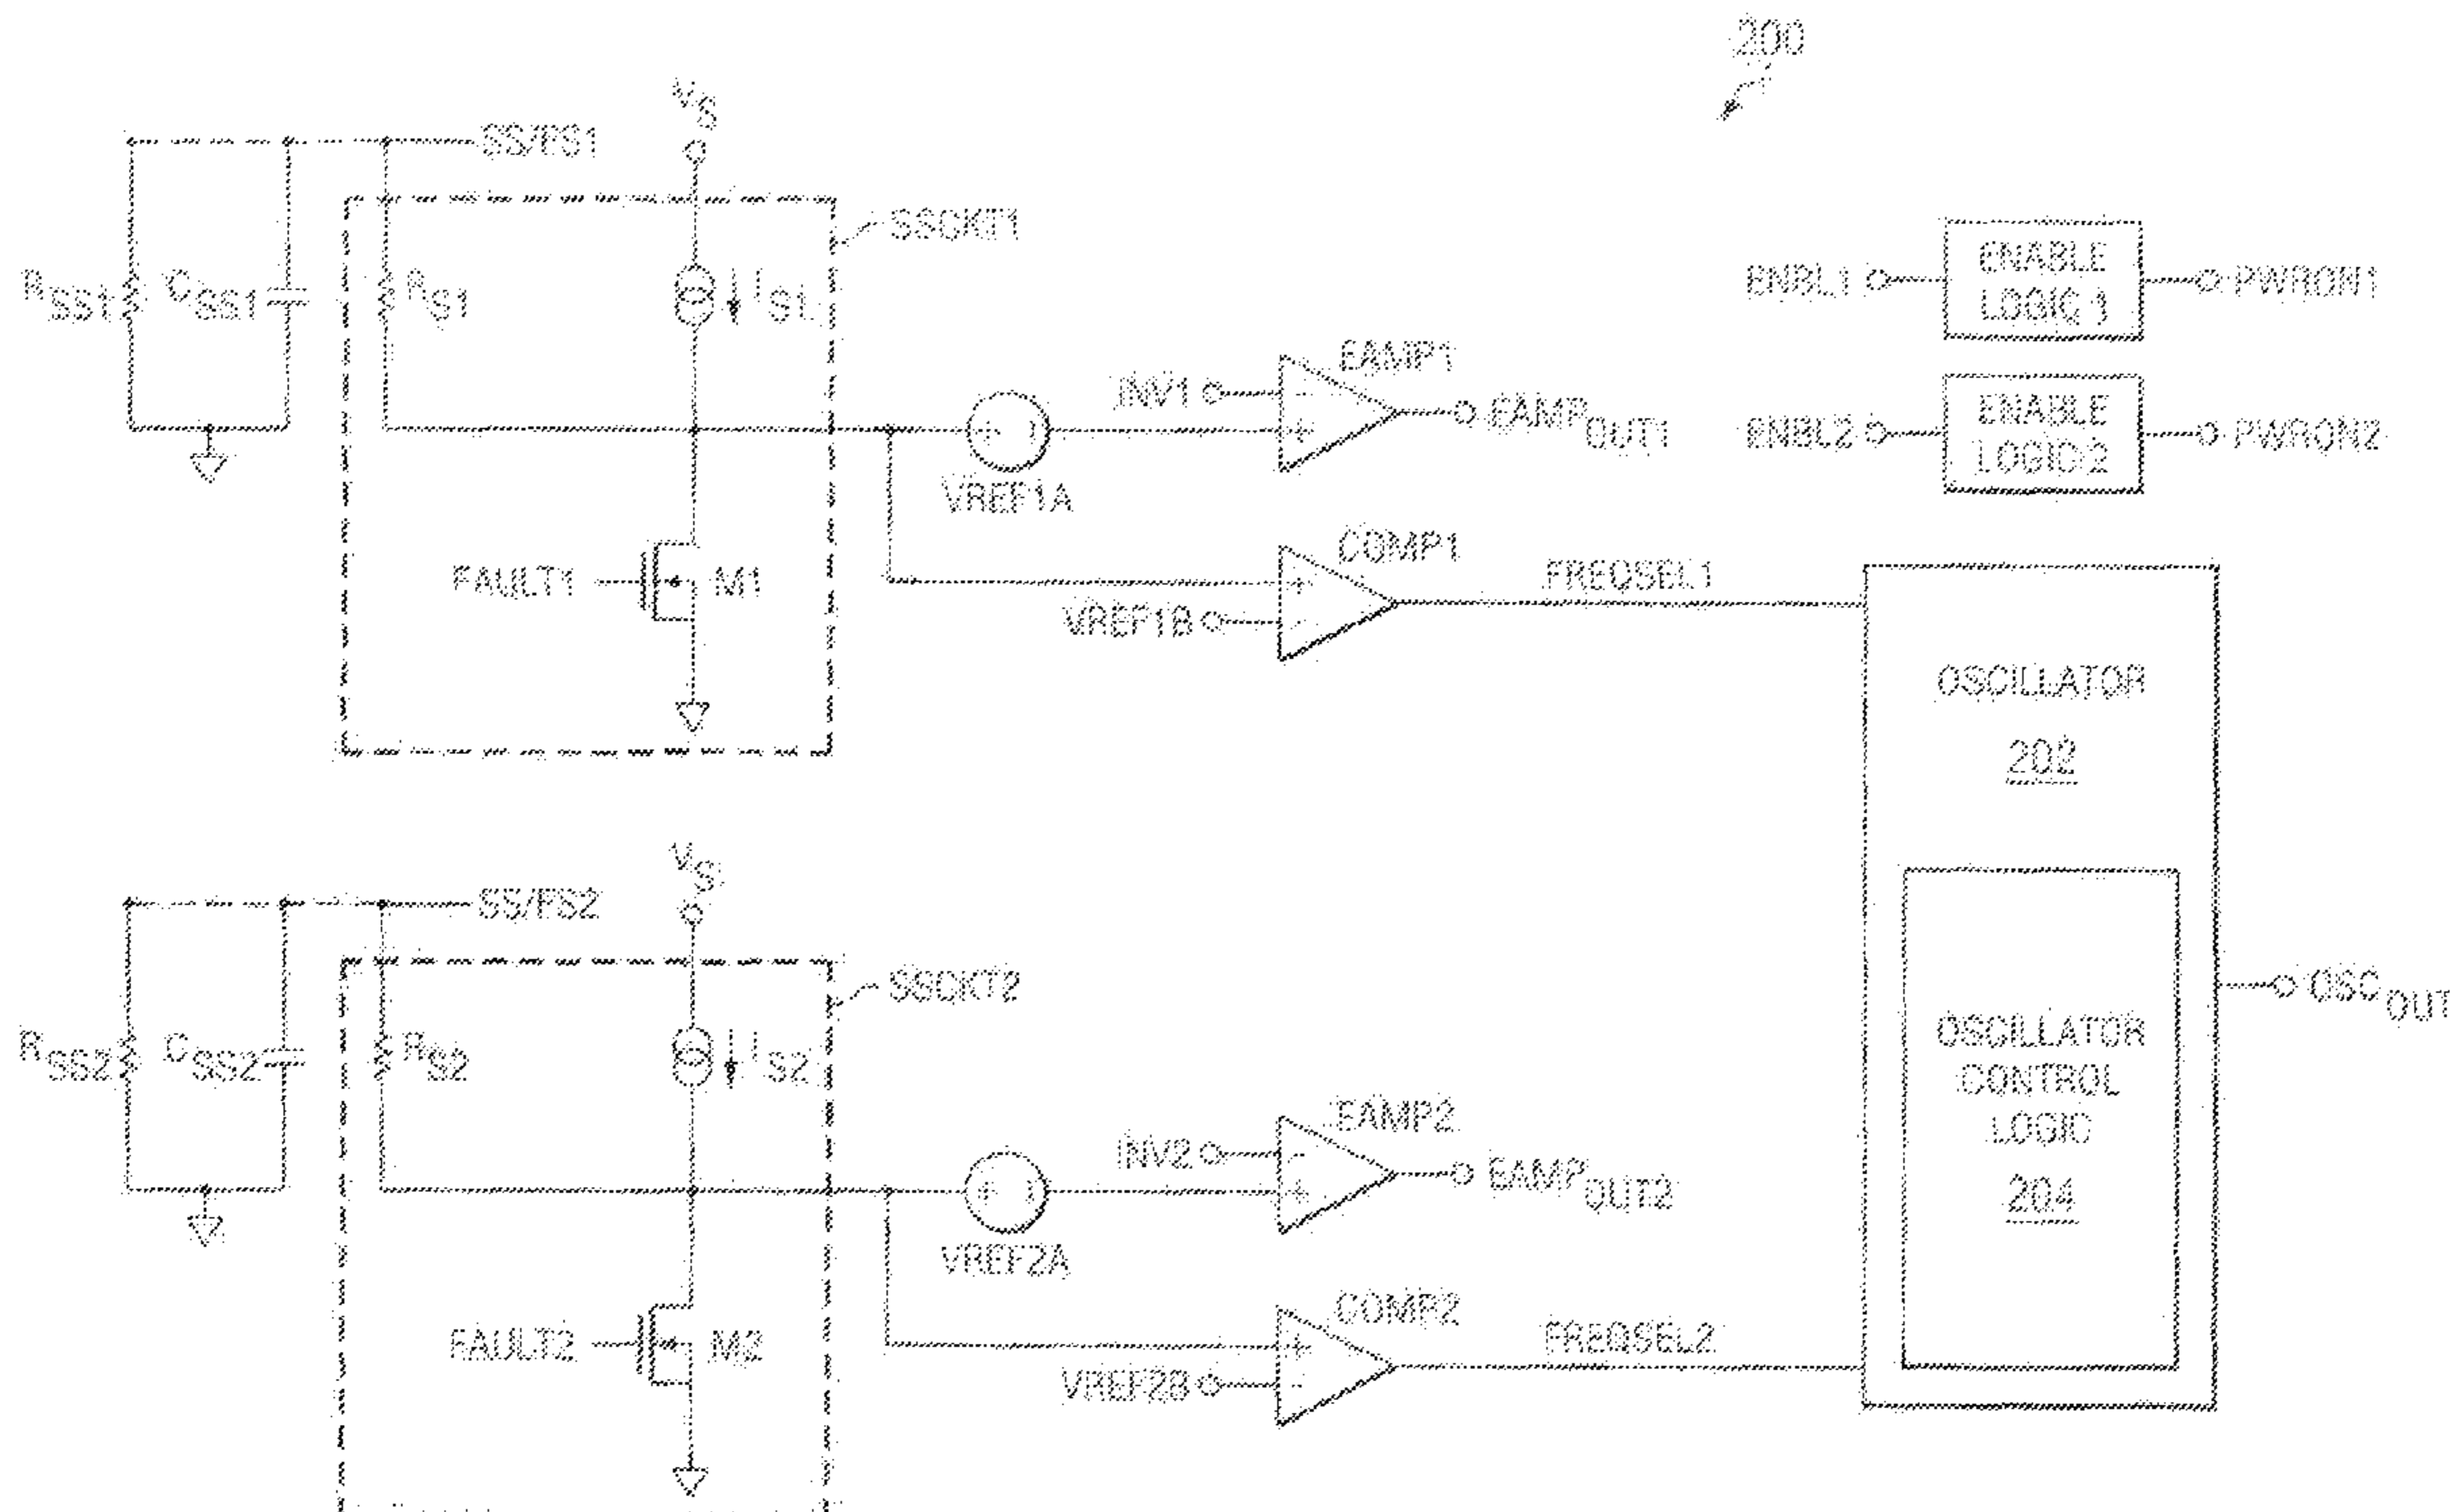 200
VS
SS/FS1
SSCKT1
RSS1
CSS1
RS1
IS1
ENBL1
ENABLE
LOGIC 1
PWRON1
INV1
EAMP1
EAMPOUT1
VREF1A
ENBL2
ENABLE
LOGIC 2
PWRON2
FAULT1
M1
COMP1
VREF1B
FREQSEL1
OSCILLATOR
202
VS
SS/FS2
SSCKT2
RSS2
CSS2
RS2
IS2
OSCOUT
OSCILLATOR
CONTROL
LOGIC
204
INV2
EAMP2
EAMPOUT2
VREF2A
FAULT2
M2
COMP2
VREF2B
FREQSEL2